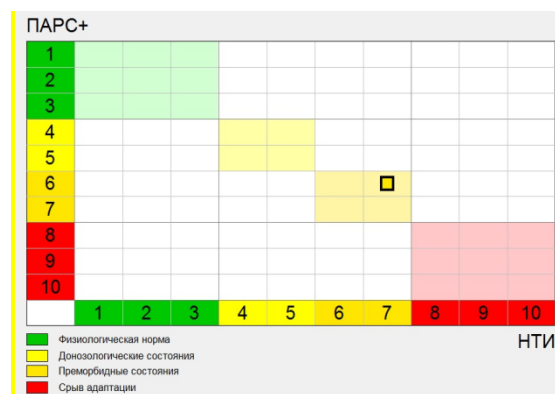 ПАРС+
1
2
3
4
5
6
7
8
9
10
1 2 3 4 5 6 7 8 9 10
НТИ
Физиологическая норма
Донозологические состояния
Преморбидные состояния
Срыв адаптации